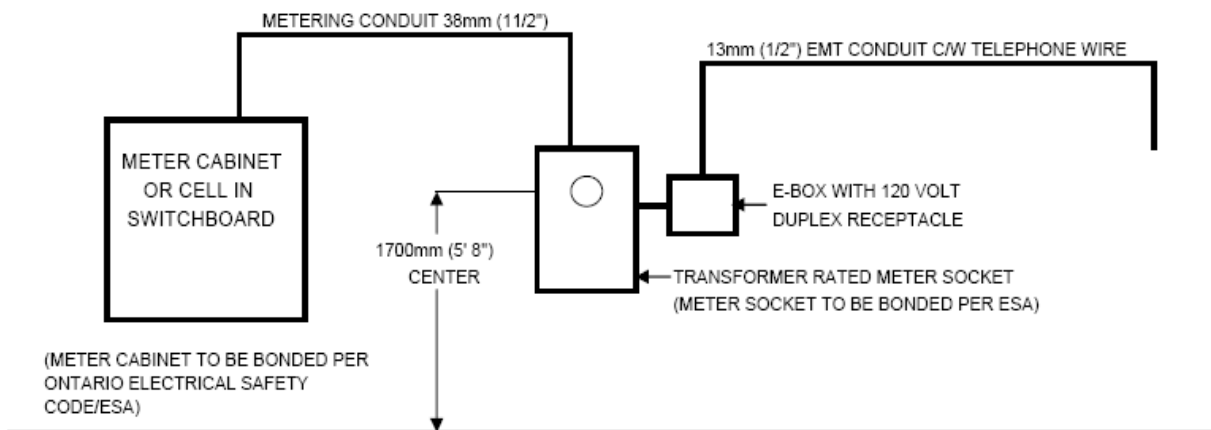 METERING CONDUIT 38mm (11/2")
13mm (1/2") EMT CONDUIT C/W TELEPHONE WIRE
METER CABINET
OR CELL IN
SWITCHBOARD
E-BOX WITH 120 VOLT
DUPLEX RECEPTACLE
1700mm (5' 8")
CENTER
TRANSFORMER RATED METER SOCKET
(METER SOCKET TO BE BONDED PER ESA)
(METER CABINET TO BE BONDED PER
ONTARIO ELECTRICAL SAFETY
CODE/ESA)